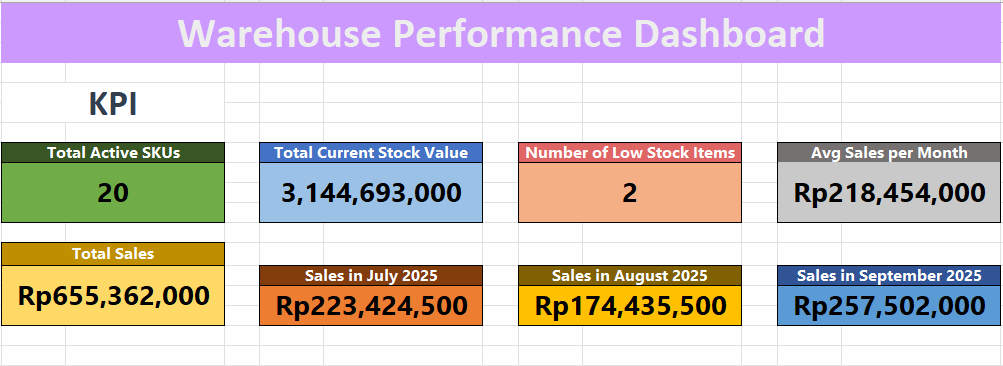 Warehouse Performance Dashboard
KPI
Total Active SKUs
20
Total Current Stock Value
3,144,693,000
Number of Low Stock Items
2
Avg Sales per Month
Rp218,454,000
Total Sales
Rp655,362,000
Sales in July 2025
Rp223,424,500
Sales in August 2025
Rp174,435,500
Sales in September 2025
Rp257,502,000